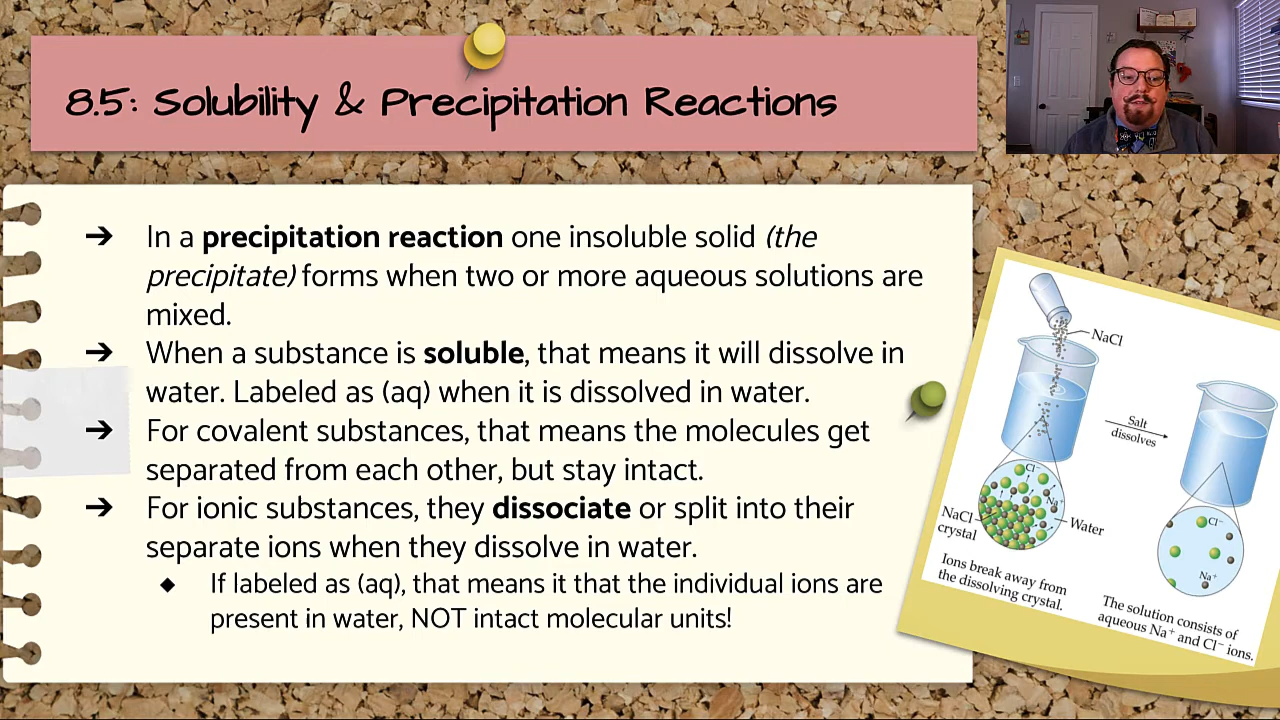 8.5: Solubility & Precipitation Reactions
➔ In a precipitation reaction one insoluble solid (the
precipitate) forms when two or more aqueous solutions are
mixed.
➔ When a substance is soluble, that means it will dissolve in
water. Labeled as (aq) when it is dissolved in water.
➔ For covalent substances, that means the molecules get
separated from each other, but stay intact.
➔ For ionic substances, they dissociate or split into their
separate ions when they dissolve in water.
◆ If labeled as (aq), that means it that the individual ions are
present in water, NOT intact molecular units!
NaCl
Salt
dissolves
Cl⁻
Na⁺
NaCl
crystal
Water
Ions break away from
the dissolving crystal.
Cl⁻
Na⁺
The solution consists of
aqueous Na⁺ and Cl⁻ ions.